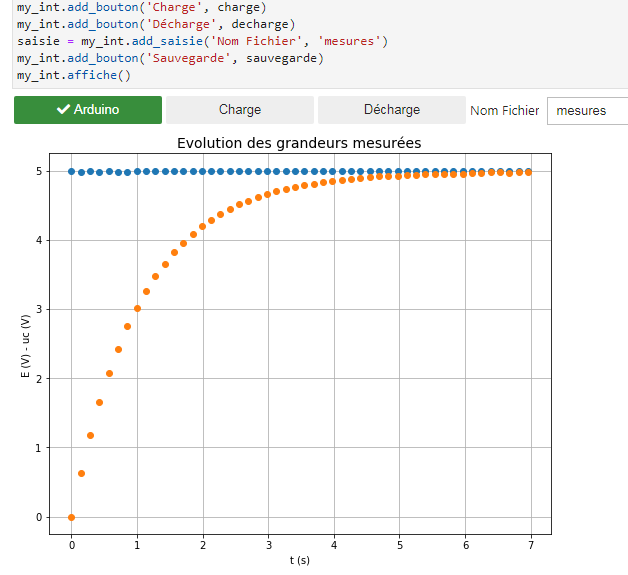 my_int.add_bouton('Charge', charge)
my_int.add_bouton('Décharge', decharge)
saisie = my_int.add_saisie('Nom Fichier', 'mesures')
my_int.add_bouton('Sauvegarde', sauvegarde)
my_int.affiche()
Arduino Charge Décharge Nom Fichier mesures
Evolution des grandeurs mesurées
E (V) - uc (V)
5
4
3
2
1
0
0 1 2 3 4 5 6 7
t (s)